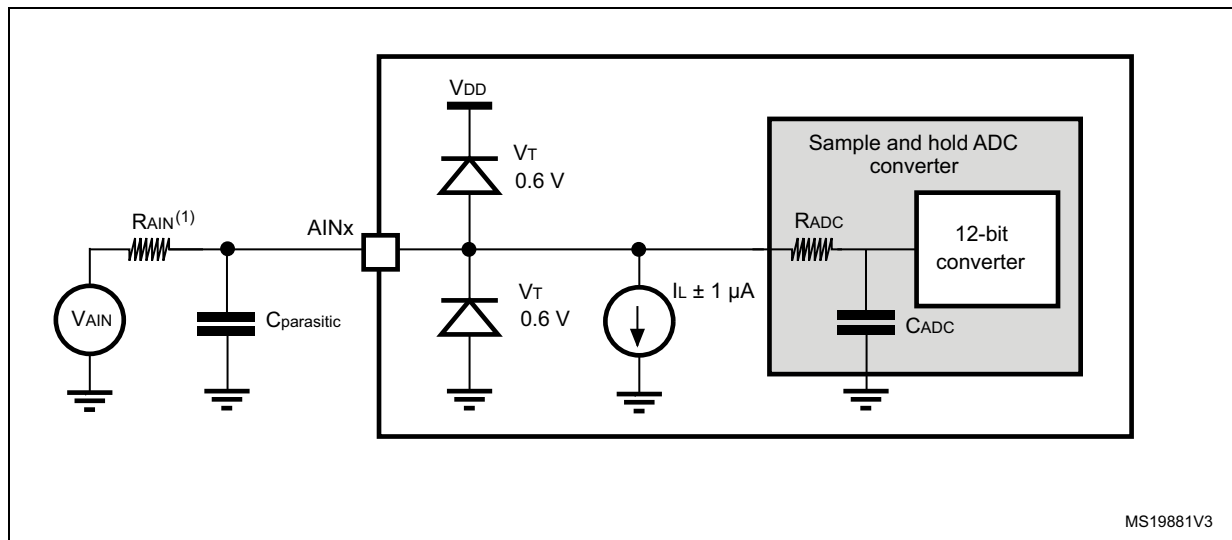 VDD
VT
0.6 V
Sample and hold ADC
converter
RAIN(1)
AINx
RADC
12-bit
converter
VT
0.6 V
IL ± 1 µA
VAIN
Cparasitic
CADC
MS19881V3